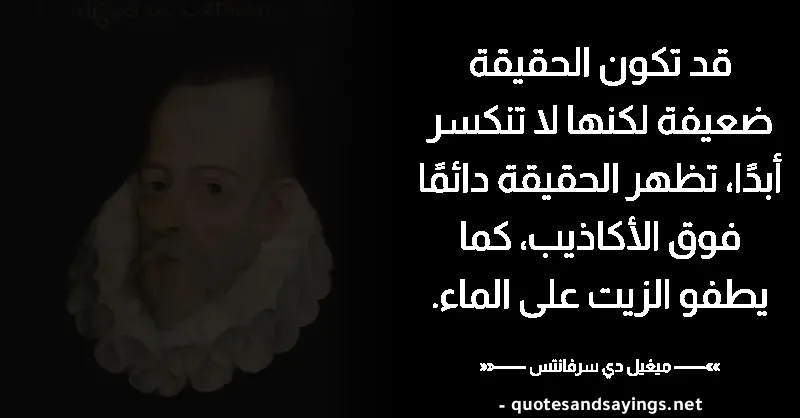 قد تكون الحقيقة
ضعيفة لكنها لا تنكسر
أبدًا، تظهر الحقيقة دائمًا
فوق الأكاذيب، كما
يطفو الزيت على الماء.
»—— ميغيل دي سرفانتس ——««
- quotesandsayings.net